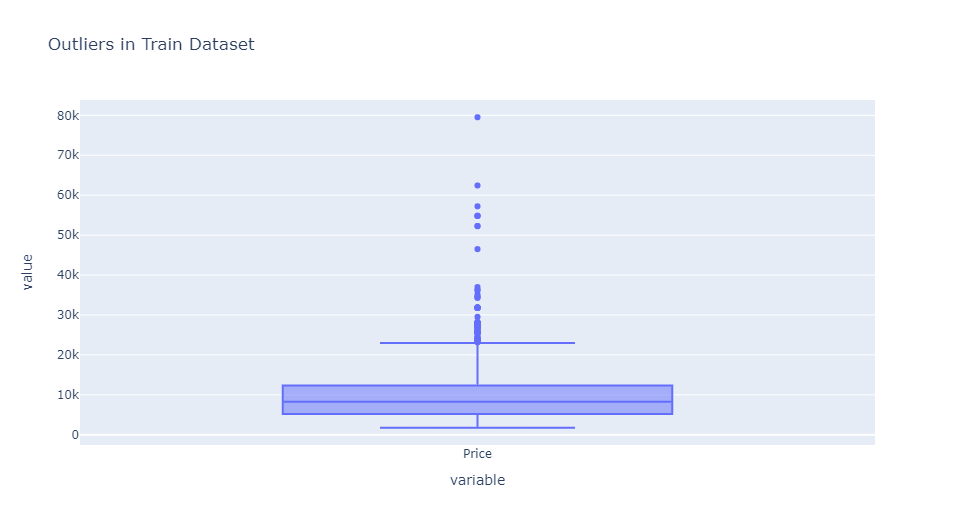 Outliers in Train Dataset
80k
70k
60k
50k
40k
30k
20k
10k
0
value
Price
variable